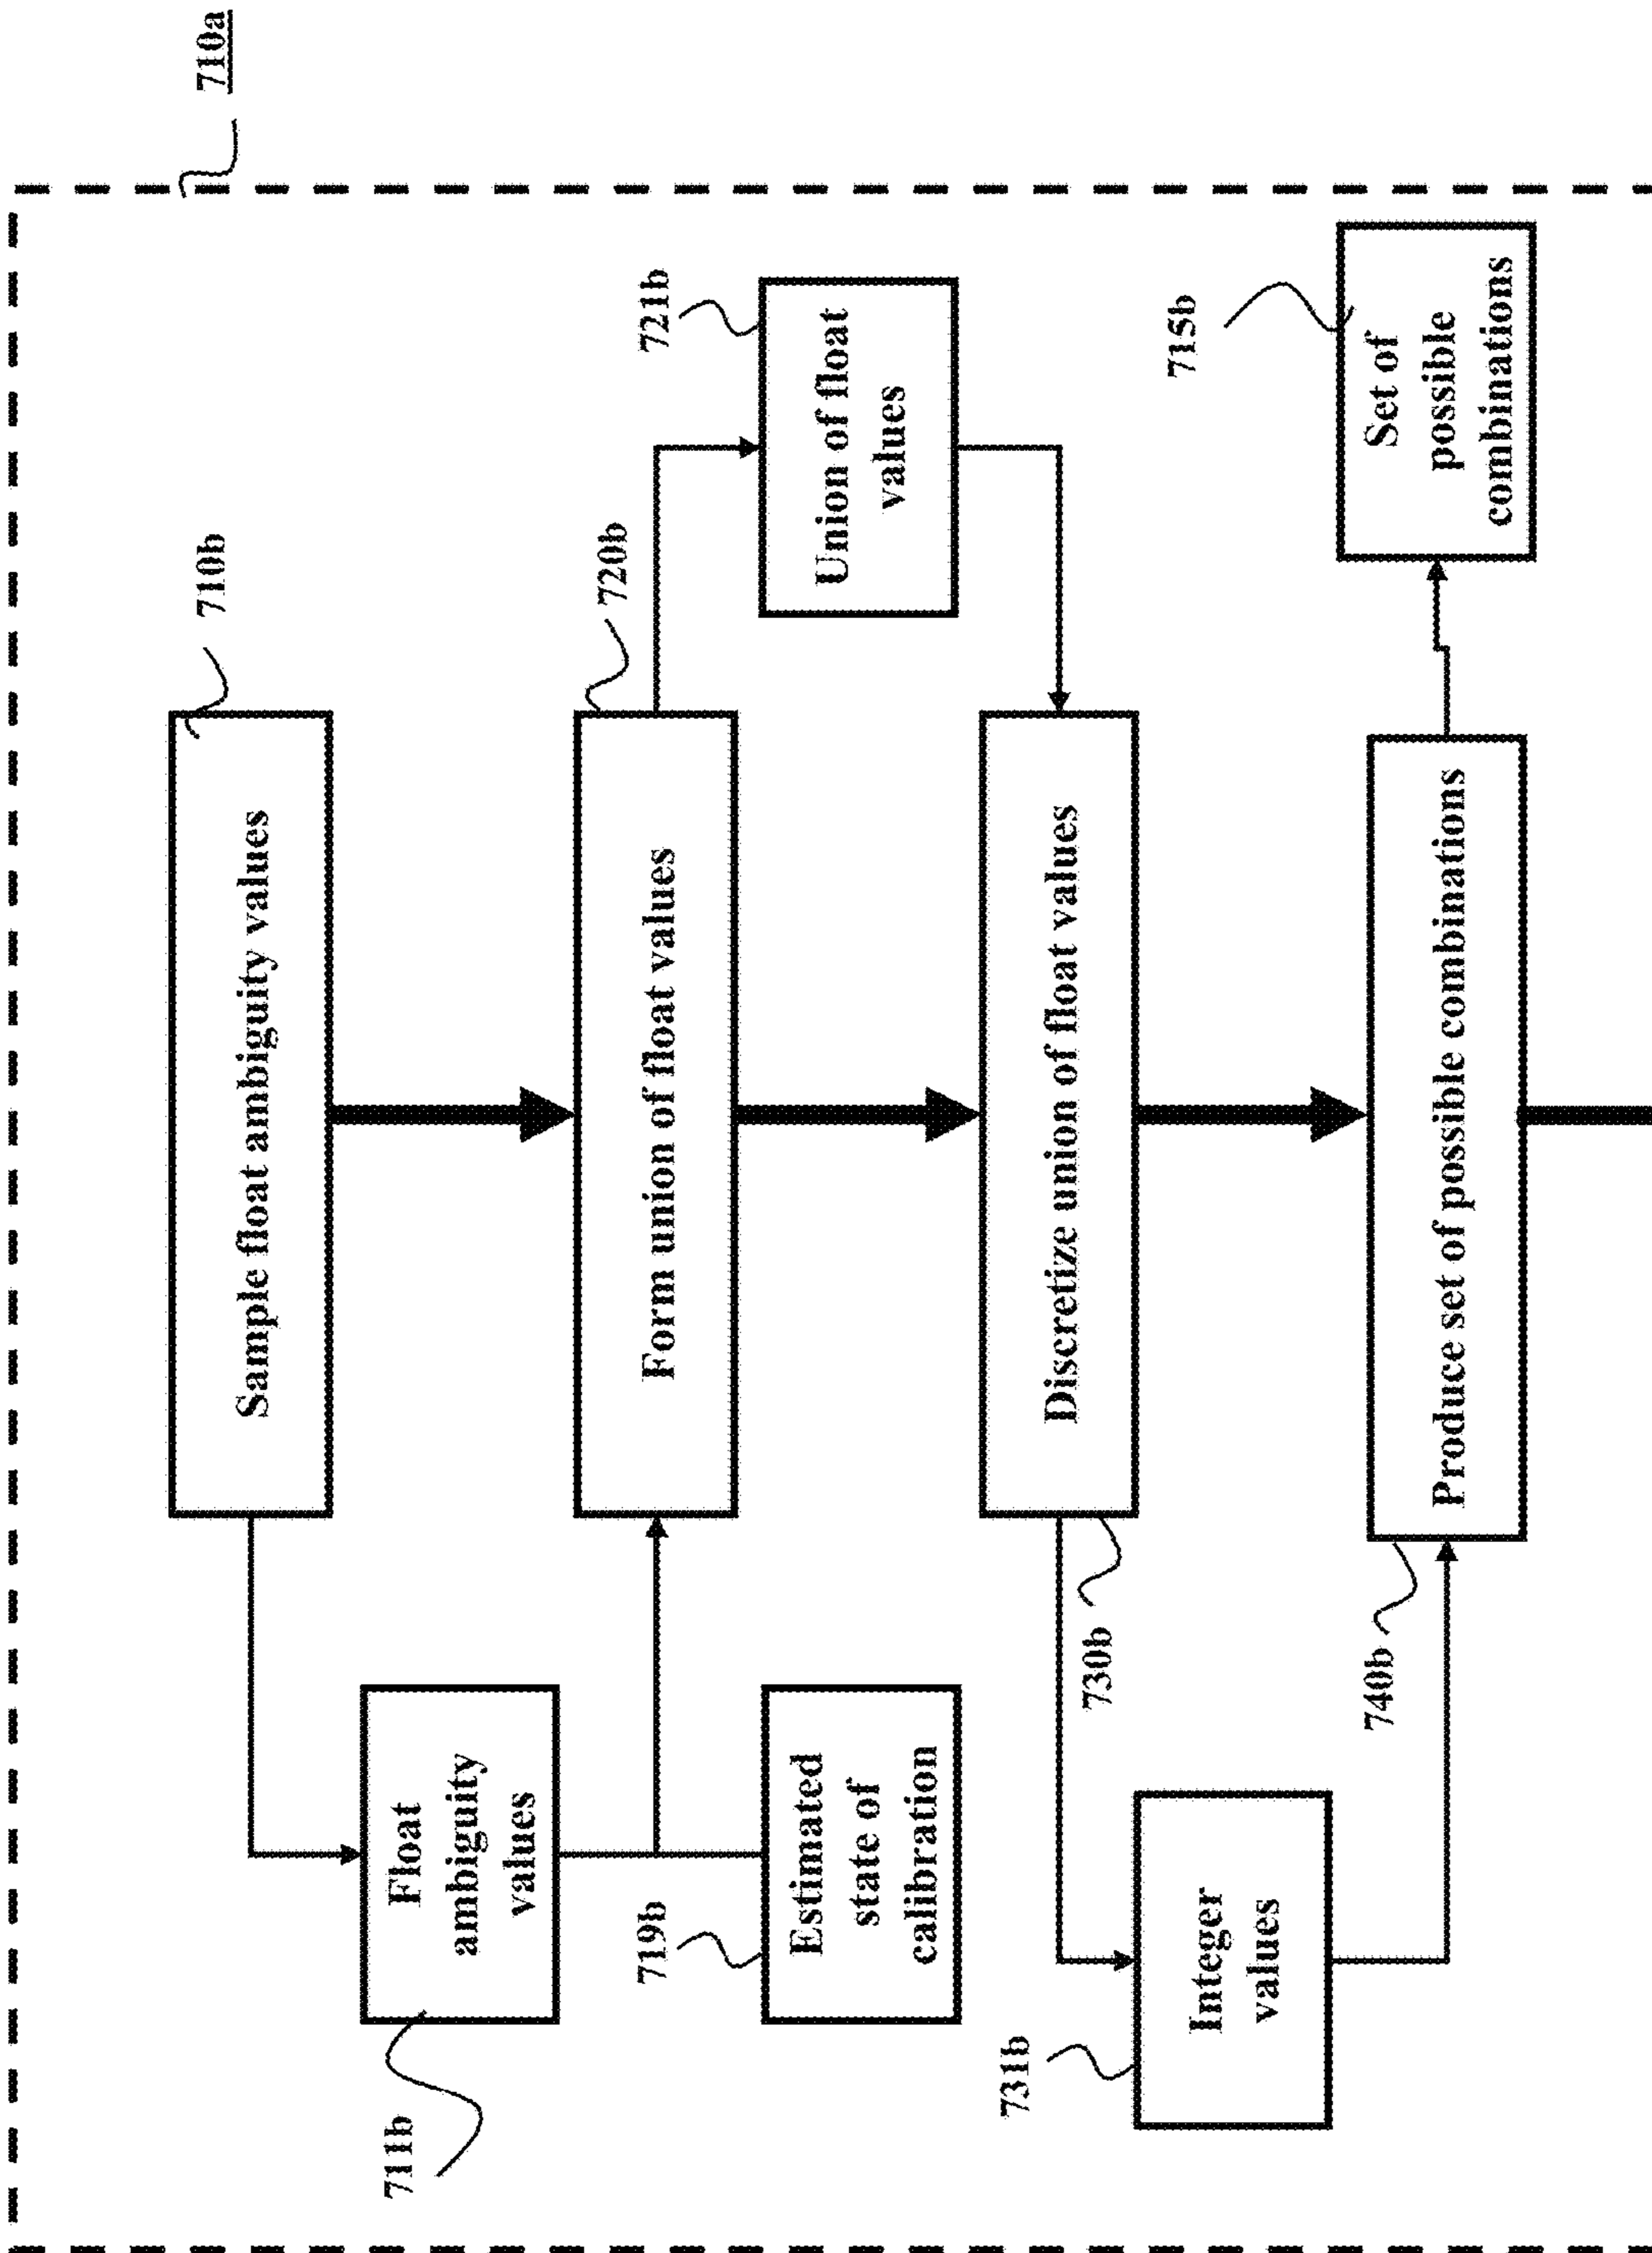 710a
710b
Sample float ambiguity values
711b
Float
ambiguity
values
720b
Form union of float values
721b
Union of float
values
719b
Estimated
state of
calibration
Discretize union of float values
730b
731b
Integer
values
715b
Set of
possible
combinations
Produce set of possible combinations
740b